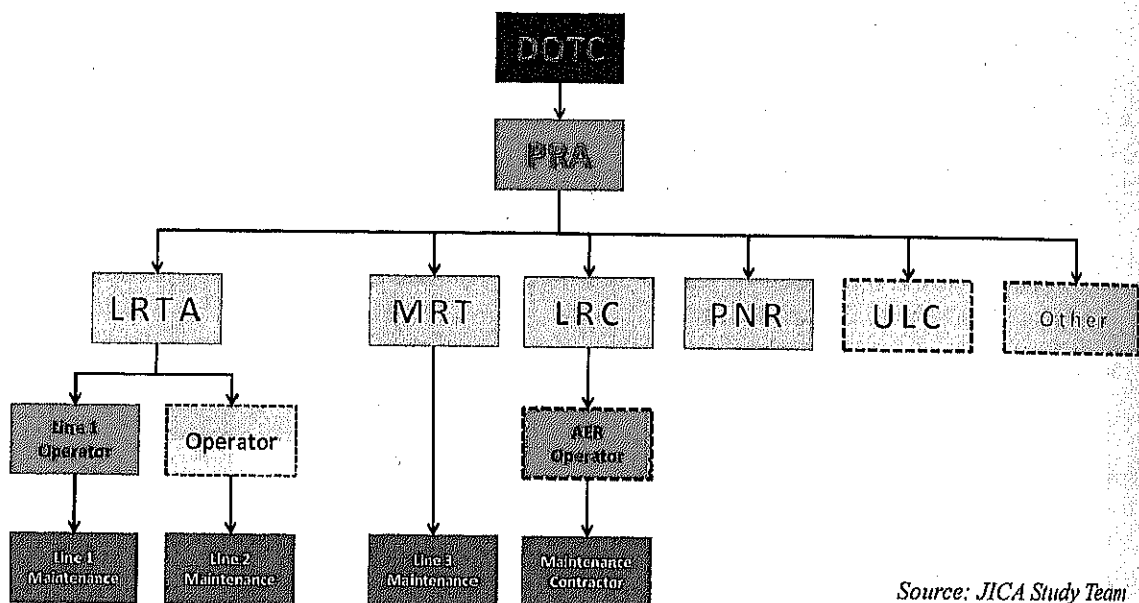 DOTC
PRA
LRTA
MRT
LRC
PNR
ULC
Other
Line 1
Operator
Operator
AER
Operator
Line 1
Maintenance
Line 2
Maintenance
Line 3
Maintenance
Maintenance
Contractor
Source: JICA Study Team